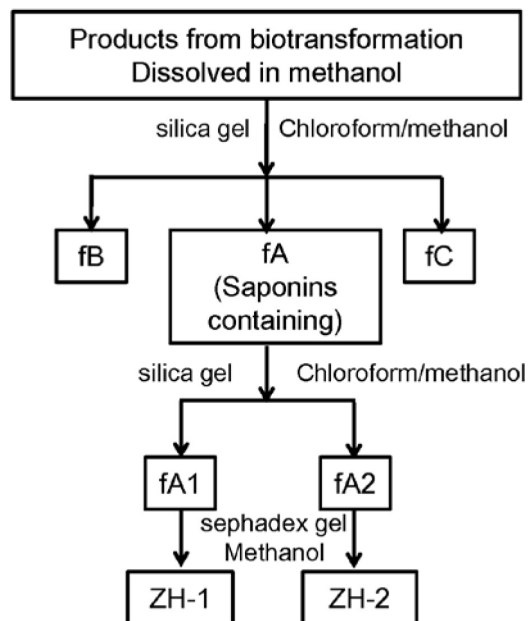 Products from biotransformation
Dissolved in methanol
silica gel Chloroform/methanol
fB
fA
(Saponins
containing)
fC
silica gel Chloroform/methanol
fA1
fA2
sephadex gel
Methanol
ZH-1
ZH-2